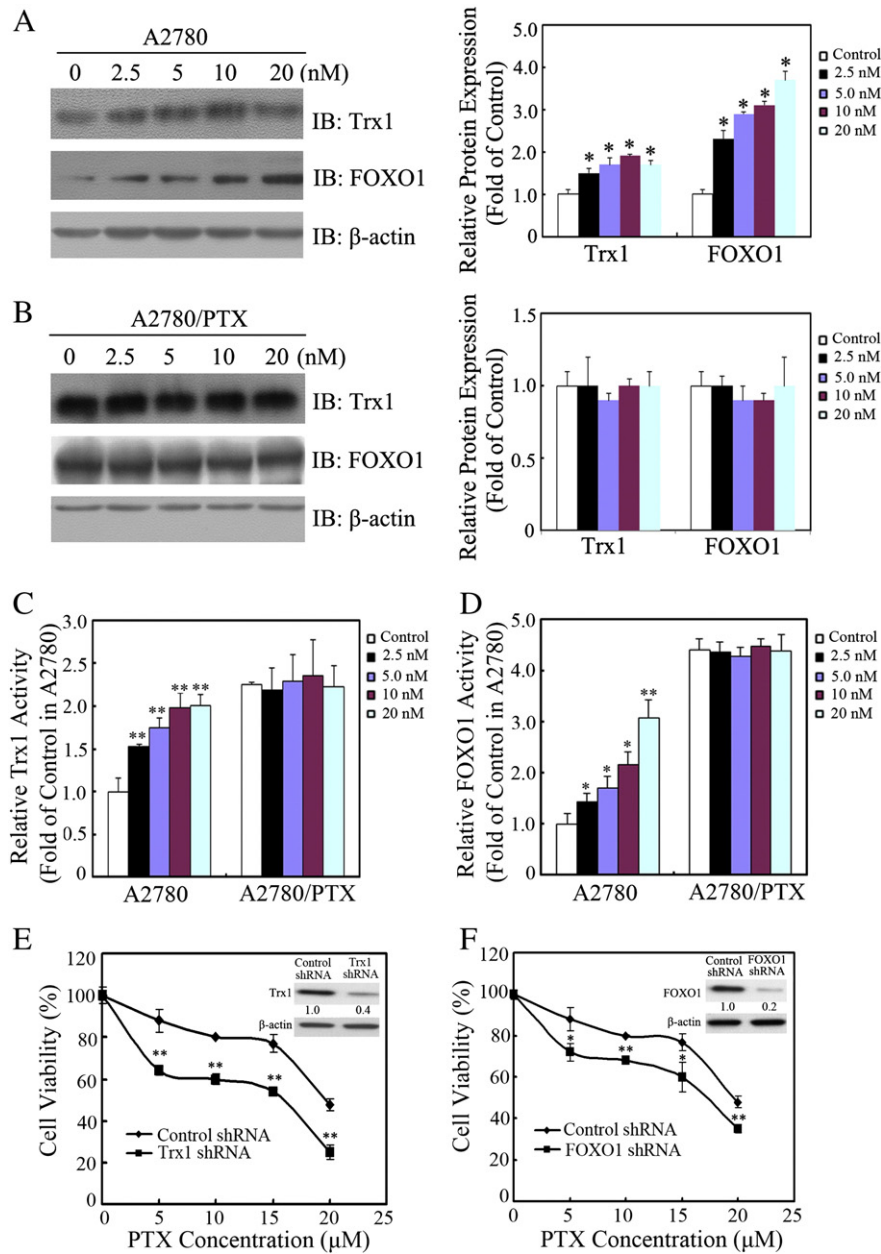 A
A2780
0 2.5 5 10 20 (nM)
IB: Trx1
IB: FOXO1
IB: β-actin
Relative Protein Expression
(Fold of Control)
5.0
4.0
3.0
2.0
1.0
0
* * * * * * * *
Trx1 FOXO1
Control
2.5 nM
5.0 nM
10 nM
20 nM
B
A2780/PTX
0 2.5 5 10 20 (nM)
IB: Trx1
IB: FOXO1
IB: β-actin
Relative Protein Expression
(Fold of Control)
1.5
1.0
0.5
0
Trx1 FOXO1
Control
2.5 nM
5.0 nM
10 nM
20 nM
C
Relative Trx1 Activity
(Fold of Control in A2780)
3.0
2.5
2.0
1.5
1.0
0.5
0
** ** ** **
A2780 A2780/PTX
Control
2.5 nM
5.0 nM
10 nM
20 nM
D
Relative FOXO1 Activity
(Fold of Control in A2780)
5.0
4.0
3.0
2.0
1.0
0
* * * **
A2780 A2780/PTX
Control
2.5 nM
5.0 nM
10 nM
20 nM
E
Cell Viability (%)
120
100
80
60
40
20
0
Control Trx1
shRNA shRNA
Trx1
1.0 0.4
β-actin
** ** ** **
Control shRNA
Trx1 shRNA
0 5 10 15 20 25
PTX Concentration (μM)
F
Cell Viability (%)
120
100
80
60
40
20
0
Control FOXO1
shRNA shRNA
FOXO1
1.0 0.2
β-actin
* ** * **
Control shRNA
FOXO1 shRNA
0 5 10 15 20 25
PTX Concentration (μM)